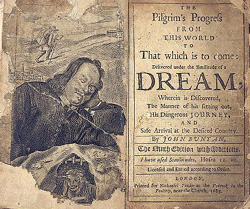 THE
Pilgrim's Progress
FROM
THIS WORLD
TO
That which is to come:
Delivered under the Similitude of a
DREAM,
Wherein is Discovered,
The Manner of his setting out,
His Dangerous JOURNEY,
AND
Safe Arrival at the Desired Country.
By JOHN BUNYAN.
The Ninth Edition with Additions.
I have used Similitudes, Hosea 12. 10.
Licensed and Entred according to Order.
LONDON,
Printed for Nathaniel Ponder at the Peacock in the
Poultry, near the Church, 1683.